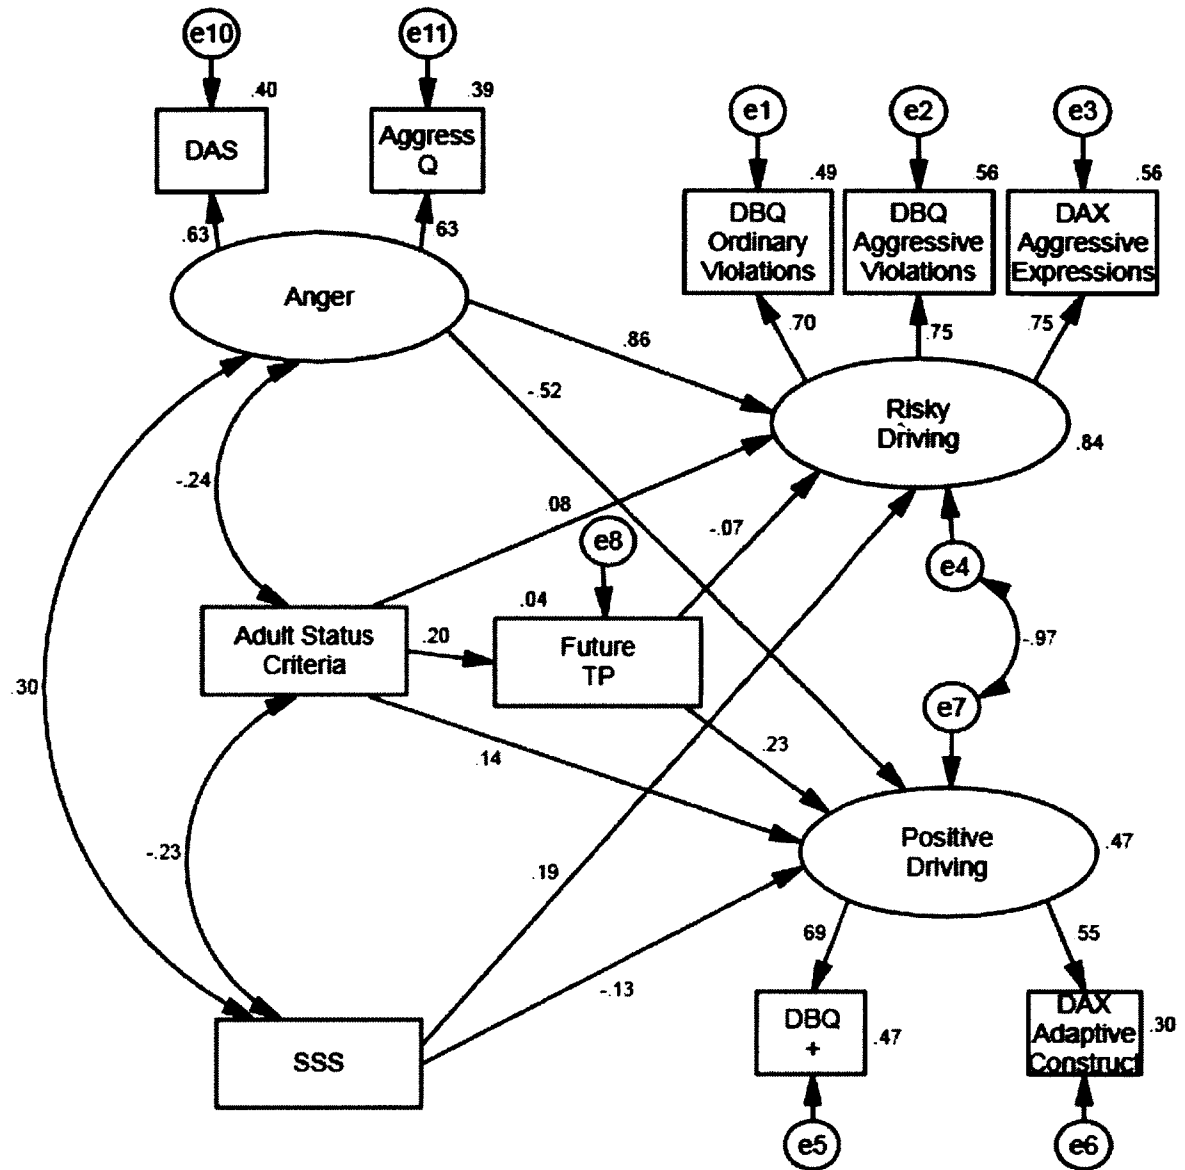 e10
e11
.40
.39
e1
e2
e3
DAS
Aggress
Q
.49
.56
.56
.63
63
DBQ
Ordinary
Violations
DBQ
Aggressive
Violations
DAX
Aggressive
Expressions
Anger
.70
.75
.75
.86
-.52
Risky
Driving
.84
-.24
.08
-.07
e8
e4
.04
Adult Status
Criteria
.20
Future
TP
-.97
.30
e7
.14
.23
Positive
Driving
.47
-.23
.19
69
55
-.13
DBQ
+
.47
DAX
Adaptive
Construct
.30
SSS
e5
e6